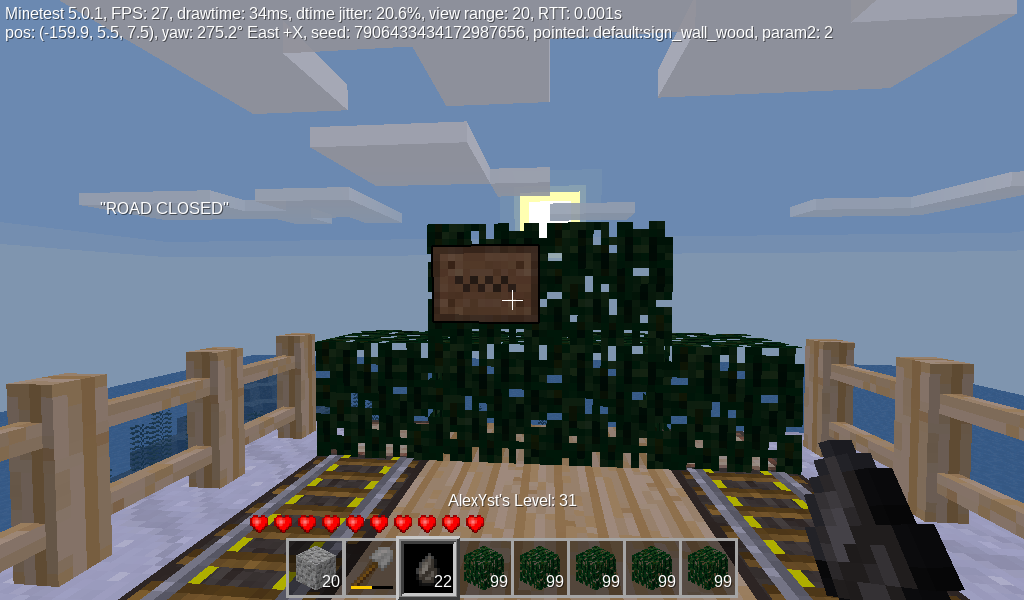 Minetest 5.0.1, FPS: 27, drawtime: 34ms, dtime jitter: 20.6%, view range: 20, RTT: 0.001s
pos: (-159.9, 5.5, 7.5), yaw: 275.2° East +X, seed: 7906433434172987656, pointed: default:sign_wall_wood, param2: 2
"ROAD CLOSED"
AlexYst's Level: 31
20 22 99 99 99 99 99